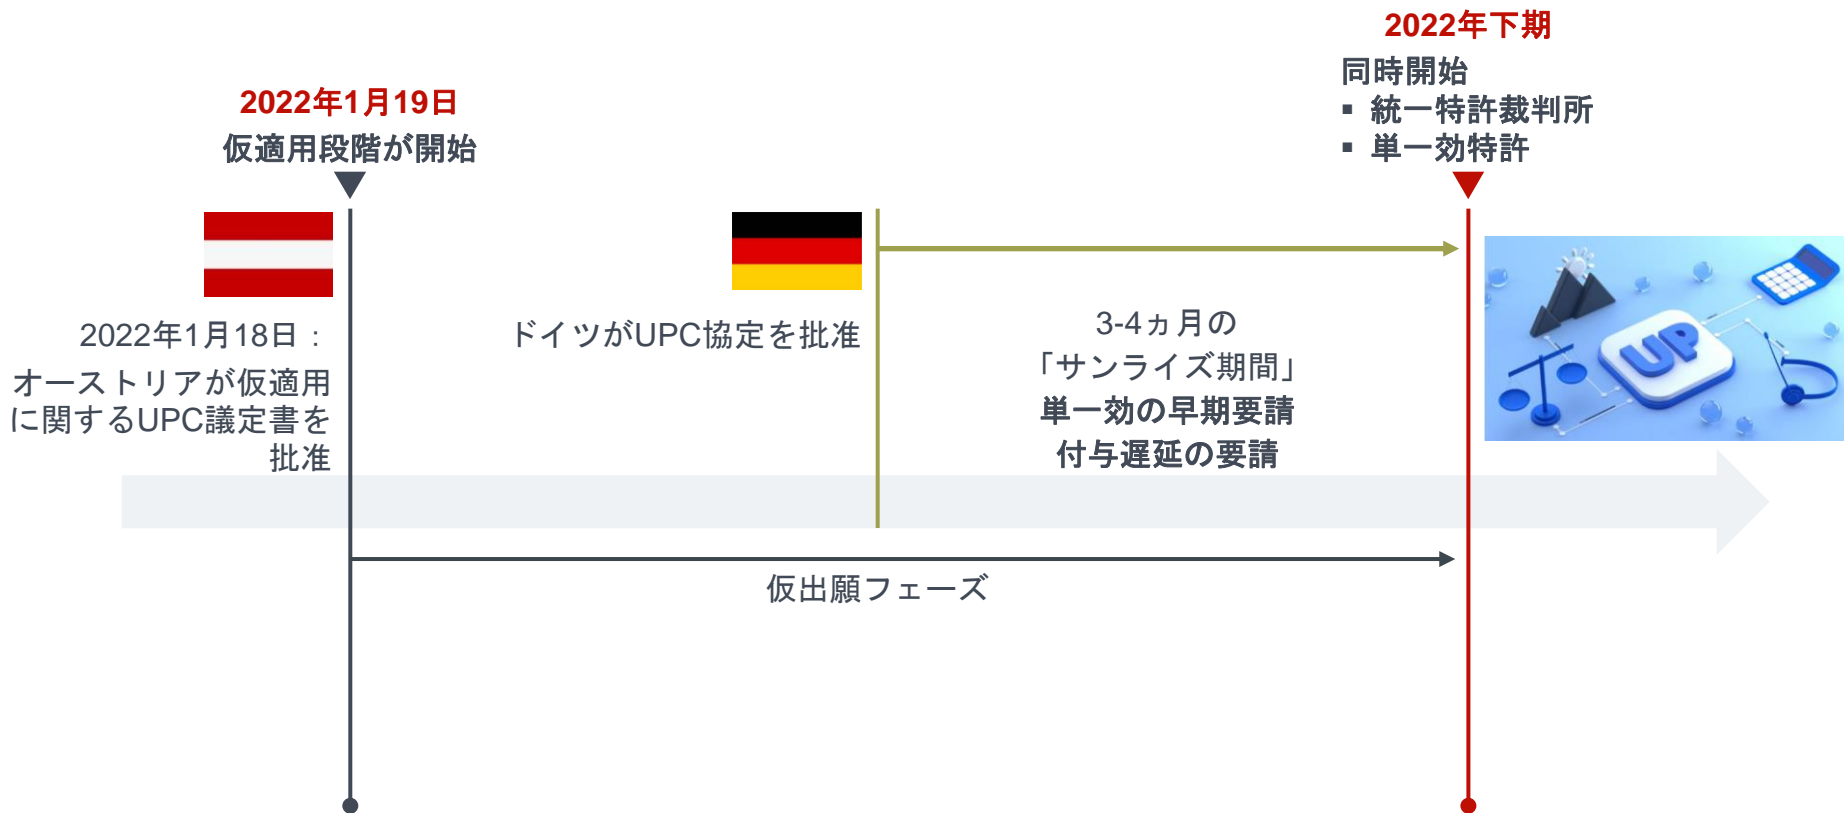 2022年1月19日
仮適用段階が開始
2022年1月18日：
オーストリアが仮適用
に関するUPC議定書を
批准
ドイツがUPC協定を批准
3-4ヵ月の
「サンライズ期間」
単一効の早期要請
付与遅延の要請
2022年下期
同時開始
▪ 統一特許裁判所
▪ 単一効特許
UP
仮出願フェーズ